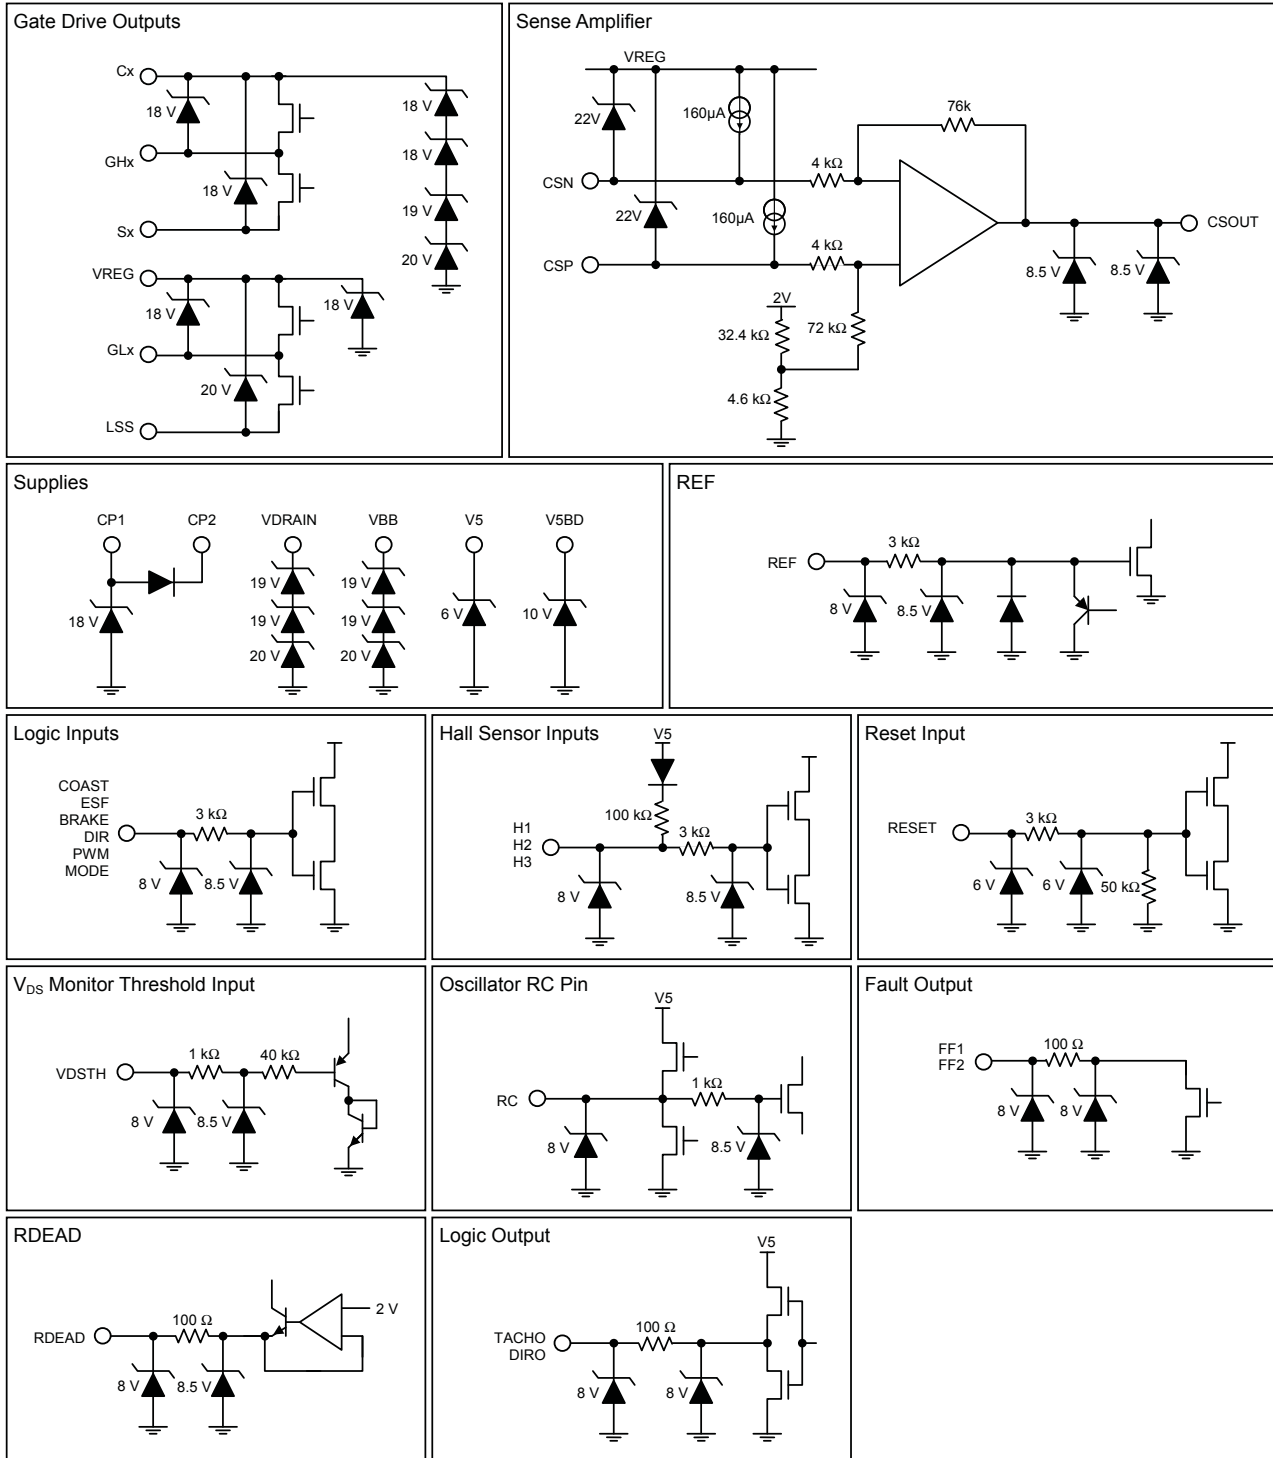 Gate Drive Outputs
Cx
18 V
18 V
GHx
18 V
18 V
19 V
Sx
20 V
VREG
18 V
18 V
GLx
20 V
LSS
Sense Amplifier
VREG
22V
160µA
76k
4 kΩ
CSN
22V
160µA
CSOUT
4 kΩ
CSP
8.5 V
8.5 V
2V
32.4 kΩ
72 kΩ
4.6 kΩ
Supplies
CP1
CP2
VDRAIN
VBB
V5
V5BD
19 V
19 V
18 V
19 V
19 V
6 V
10 V
20 V
20 V
REF
3 kΩ
REF
8 V
8.5 V
Logic Inputs
COAST
ESF
BRAKE
DIR
PWM
MODE
3 kΩ
8 V
8.5 V
Hall Sensor Inputs
V5
100 kΩ
3 kΩ
H1
H2
H3
8 V
8.5 V
Reset Input
3 kΩ
RESET
6 V
6 V
50 kΩ
VDS Monitor Threshold Input
1 kΩ
40 kΩ
VDSTH
8 V
8.5 V
Oscillator RC Pin
V5
1 kΩ
RC
8 V
8.5 V
Fault Output
FF1
FF2
100 Ω
8 V
8 V
RDEAD
2 V
100 Ω
RDEAD
8 V
8.5 V
Logic Output
V5
TACHO
DIRO
100 Ω
8 V
8 V